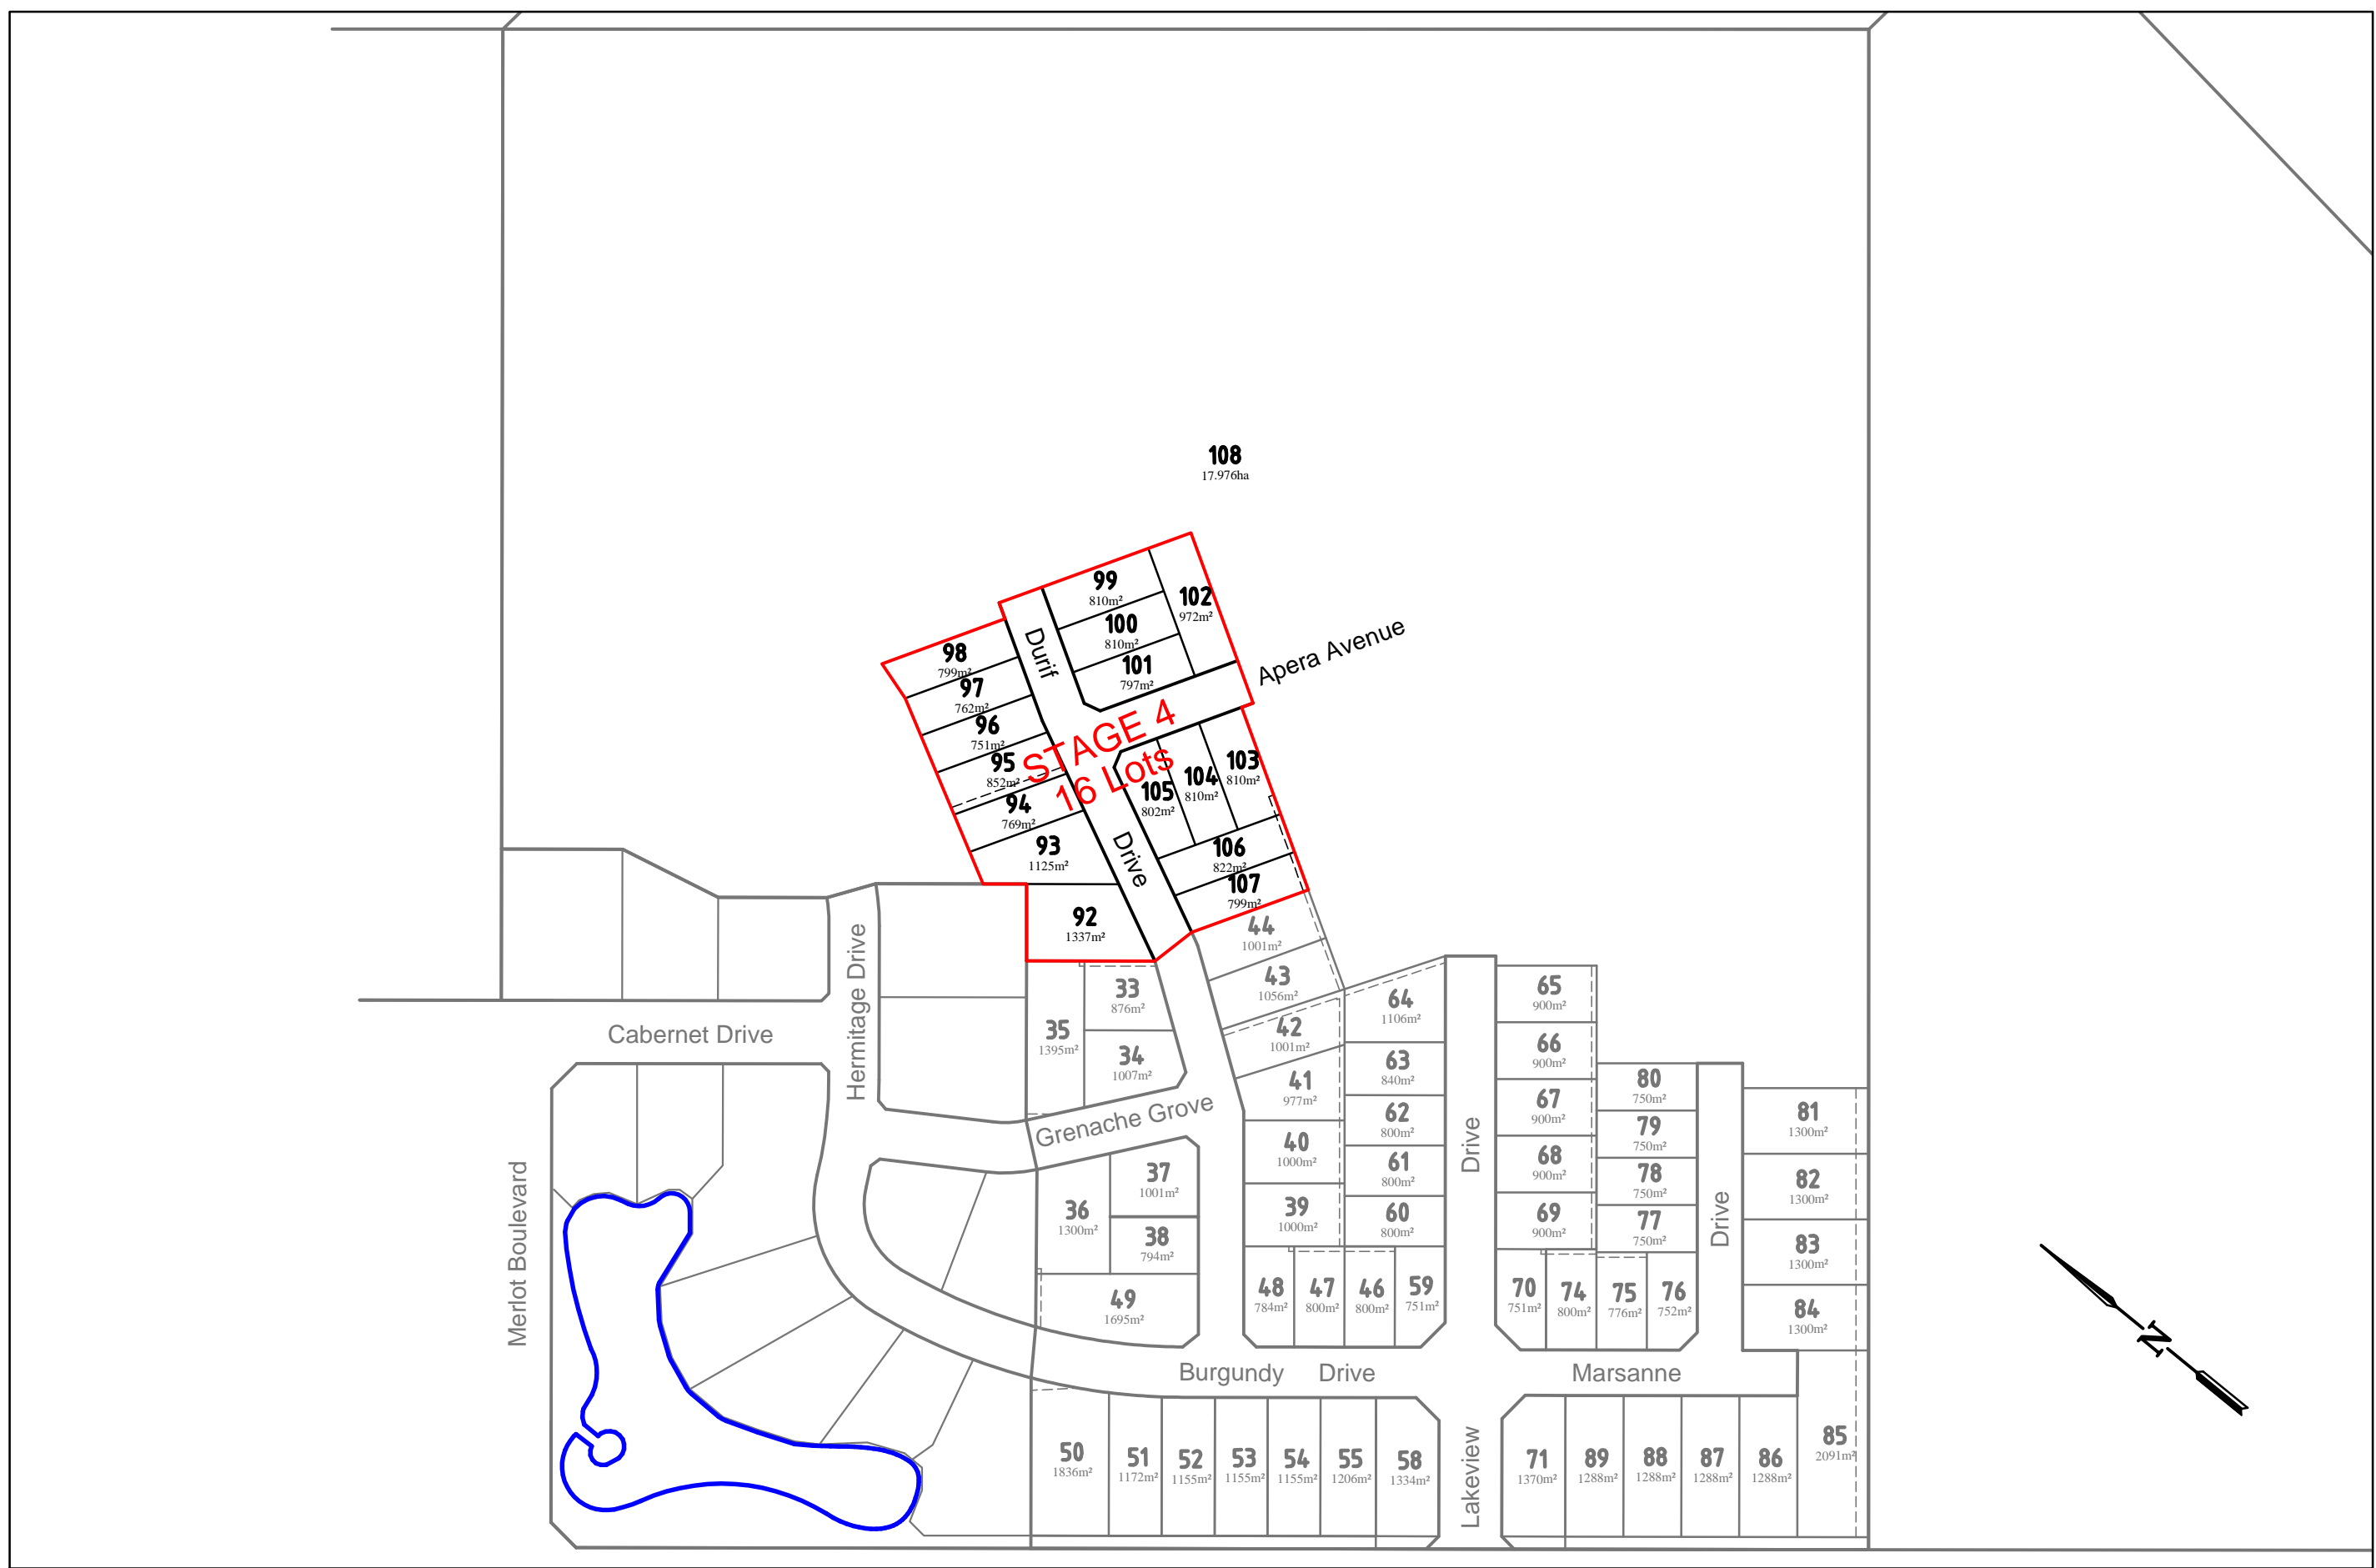 108
17.976ha
99
810m²
102
972m²
100
810m²
101
797m²
98
799m²
97
762m²
96
751m²
95
852m²
94
769m²
93
1125m²
92
1337m²
Durif
Drive
Apera Avenue
STAGE 4
16 Lots
103
810m²
104
810m²
105
802m²
106
822m²
107
799m²
44
1001m²
43
1056m²
42
1001m²
41
977m²
40
1000m²
39
1000m²
64
1106m²
63
840m²
62
800m²
61
800m²
60
800m²
48
784m²
47
800m²
46
800m²
59
751m²
33
876m²
35
1395m²
34
1007m²
Cabernet Drive
Hermitage Drive
Grenache Grove
Merlot Boulevard
37
1001m²
36
1300m²
38
794m²
49
1695m²
Drive
65
900m²
66
900m²
67
900m²
68
900m²
69
900m²
80
750m²
79
750m²
78
750m²
77
750m²
70
751m²
74
800m²
75
776m²
76
752m²
Drive
81
1300m²
82
1300m²
83
1300m²
84
1300m²
Burgundy Drive
Marsanne
50
1836m²
51
1172m²
52
1155m²
53
1155m²
54
1155m²
55
1206m²
58
1334m²
Lakeview
71
1370m²
89
1288m²
88
1288m²
87
1288m²
86
1288m²
85
2091m²
N